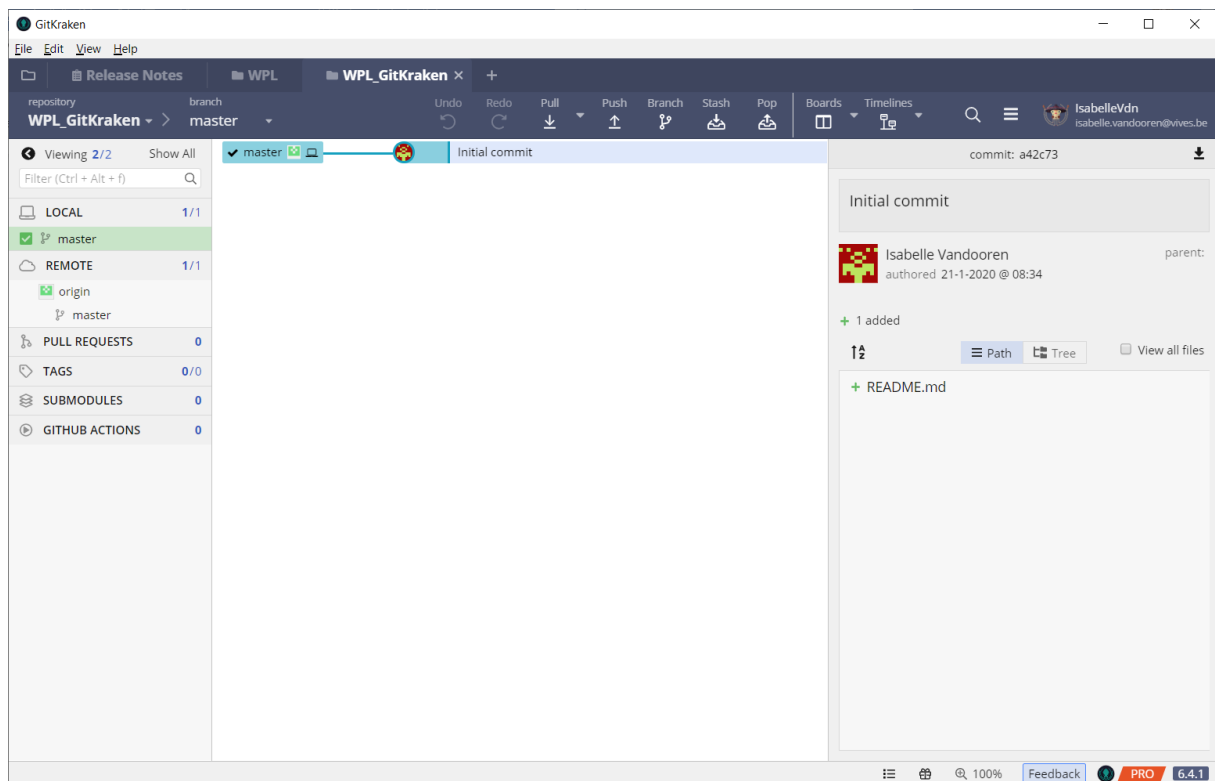 GitKraken
File Edit View Help
Release Notes WPL WPL_GitKraken × +
repository branch Undo Redo Pull Push Branch Stash Pop Boards Timelines IsabelleVdn
WPL_GitKraken master isabelle.vandooren@vives.be
Viewing 2/2 Show All
Filter (Ctrl + Alt + f)
LOCAL 1/1
master
REMOTE 1/1
origin
master
PULL REQUESTS 0
TAGS 0/0
SUBMODULES 0
GITHUB ACTIONS 0
master Initial commit
commit: a42c73
Initial commit
Isabelle Vandooren parent:
authored 21-1-2020 @ 08:34
+ 1 added
Path Tree View all files
+ README.md
100% Feedback PRO 6.4.1